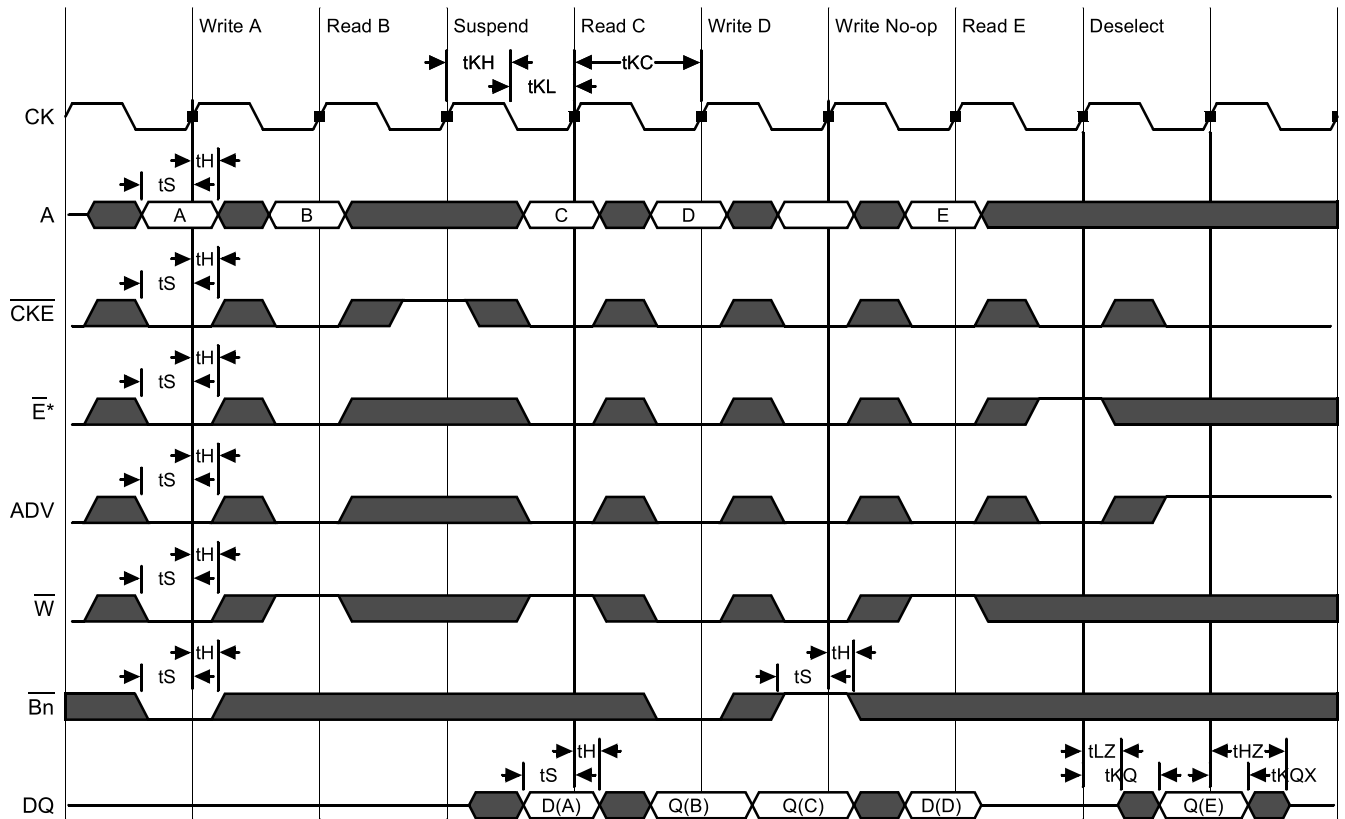 Write A Read B Suspend Read C Write D Write No-op Read E Deselect
tKH tKC
tKL
CK
tH
tS
A A B C D E
tH
tS
CKE
tH
tS
E*
tH
tS
ADV
tH
tS
W
tH tH
tS tS
Bn
tH tLZ tHZ
tS tKQ tKQX
DQ D(A) Q(B) Q(C) D(D) Q(E)